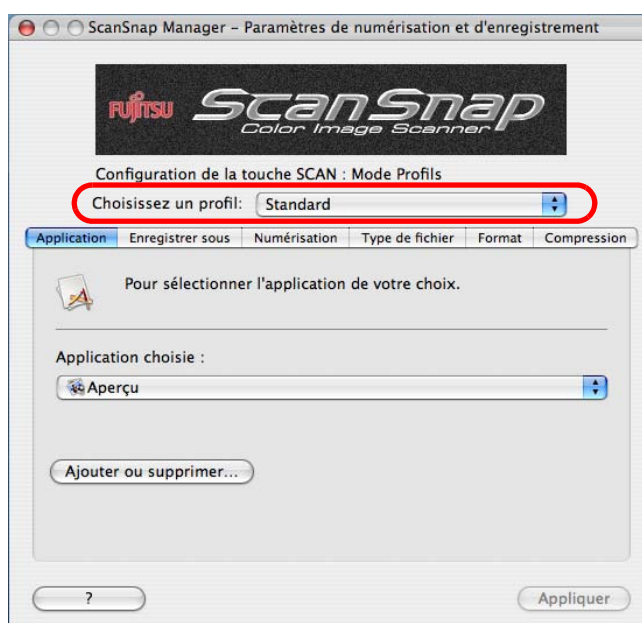 ScanSnap Manager – Paramètres de numérisation et d'enregistrement
FUJITSU ScanSnap
Color Image Scanner
Configuration de la touche SCAN : Mode Profils
Choisissez un profil: Standard
Application Enregistrer sous Numérisation Type de fichier Format Compression
Pour sélectionner l'application de votre choix.
Application choisie :
Aperçu
Ajouter ou supprimer...
? Appliquer